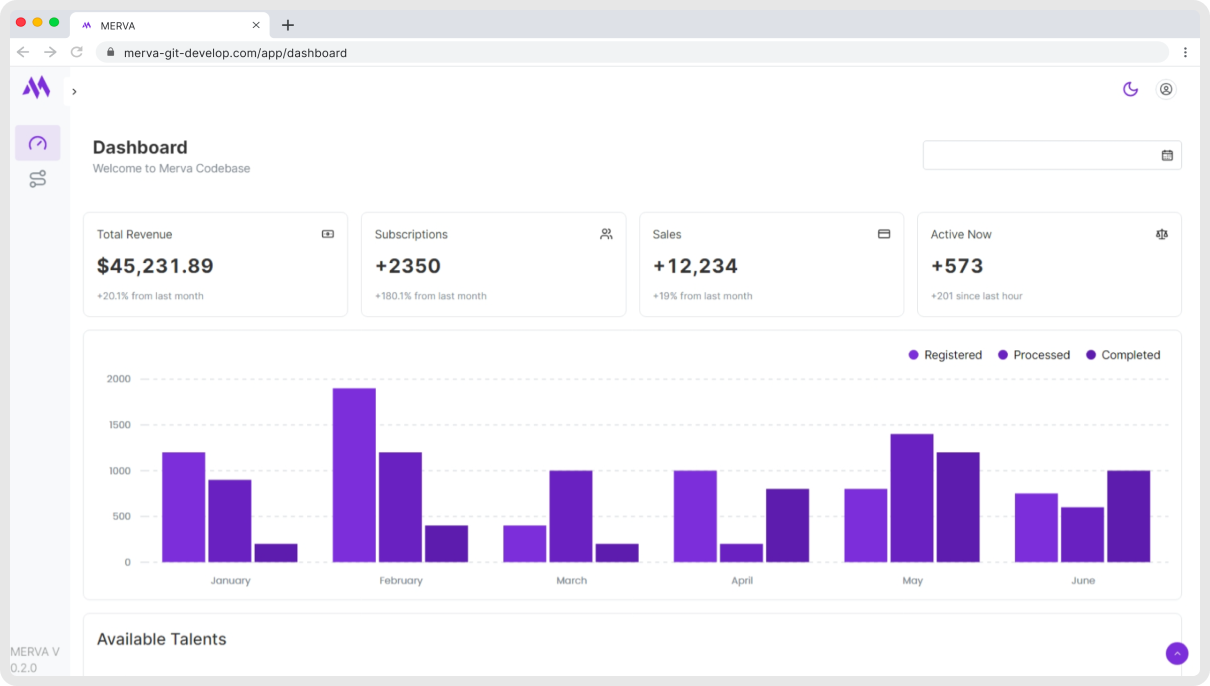 MERVA
merva-git-develop.com/app/dashboard
Dashboard
Welcome to Merva Codebase
Total Revenue
$45,231.89
+20.1% from last month
Subscriptions
+2350
+180.1% from last month
Sales
+12,234
+19% from last month
Active Now
+573
+201 since last hour
Registered Processed Completed
2000
1500
1000
500
0
January February March April May June
Available Talents
MERVA V
0.2.0